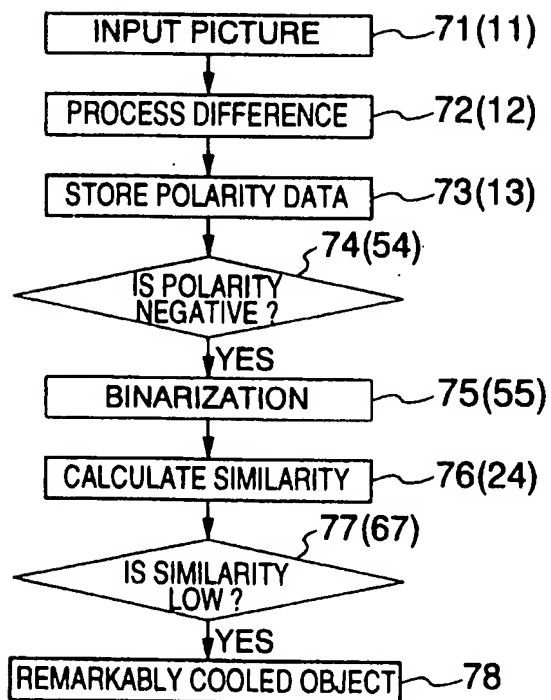 INPUT PICTURE 71(11)
PROCESS DIFFERENCE 72(12)
STORE POLARITY DATA 73(13)
74(54)
IS POLARITY
NEGATIVE ?
YES
BINARIZATION 75(55)
CALCULATE SIMILARITY 76(24)
77(67)
IS SIMILARITY
LOW ?
YES
REMARKABLY COOLED OBJECT 78